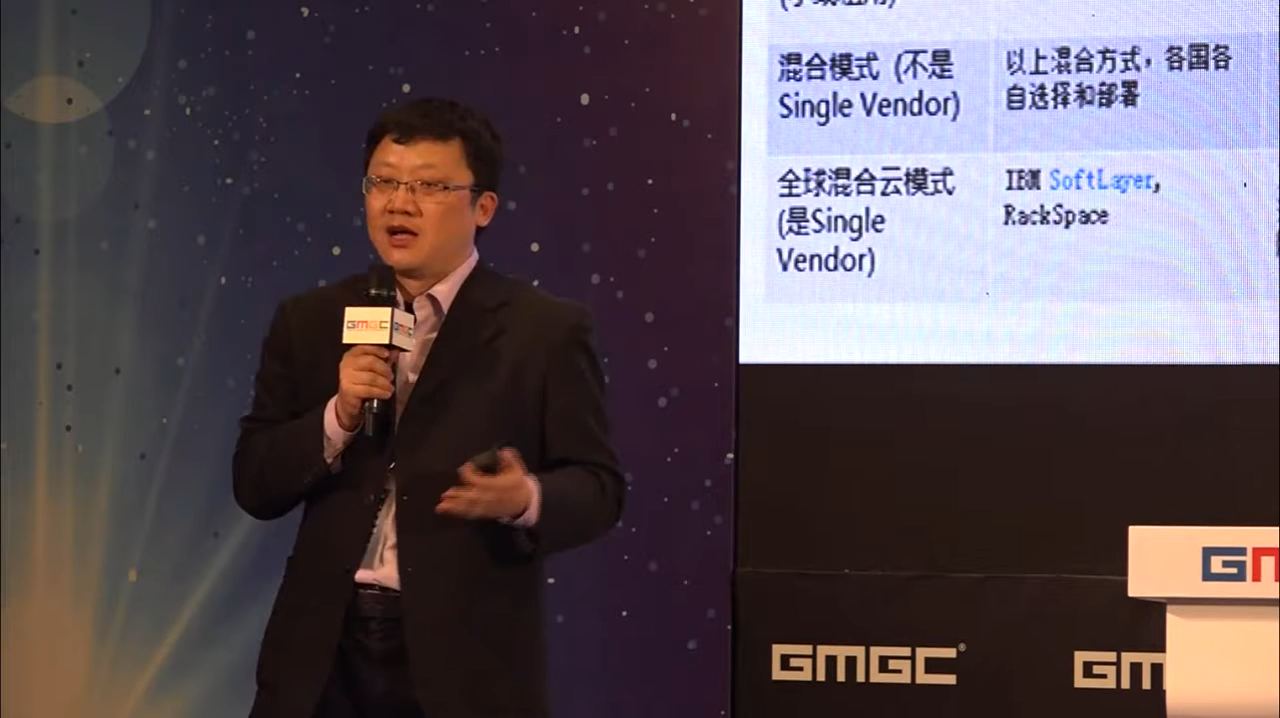 混合模式 (不是
Single Vendor)
以上混合方式，各国各
自选择和部署
全球混合云模式
(是Single
Vendor)
IBM SoftLayer,
RackSpace
GMGC
GMGC®
GM
GM